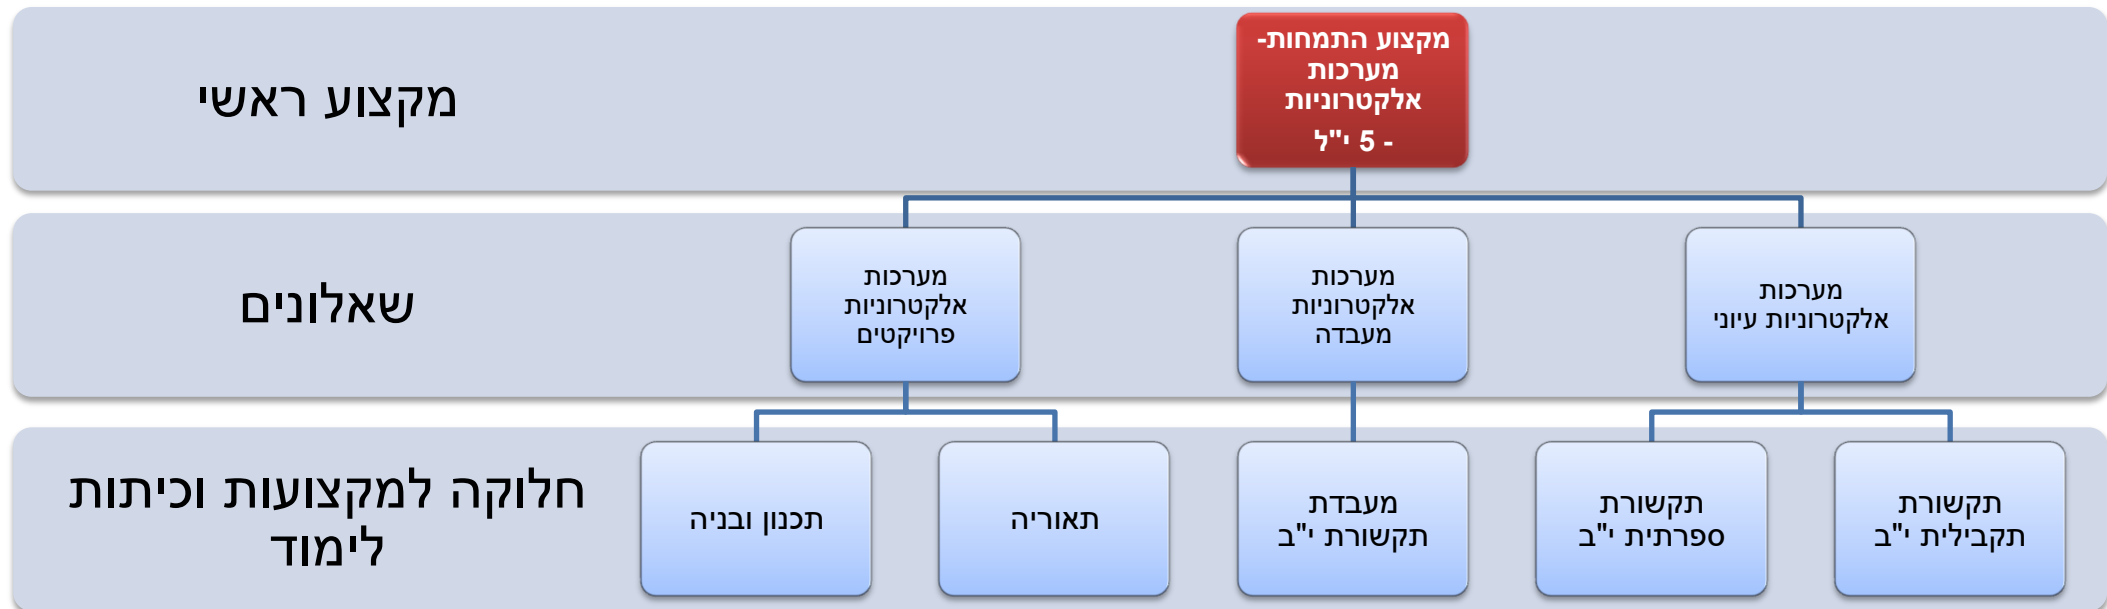 מקצוע ראשי
מקצוע התמחות-
מערכות
אלקטרוניות
- 5 י"ל
שאלונים
מערכות
אלקטרוניות עיוני
מערכות
אלקטרוניות
מעבדה
מערכות
אלקטרוניות
פרויקטים
חלוקה למקצועות וכיתות
לימוד
תקשורת
תקבילית י"ב
תקשורת
ספרתית י"ב
מעבדת
תקשורת י"ב
תאוריה
תכנון ובניה